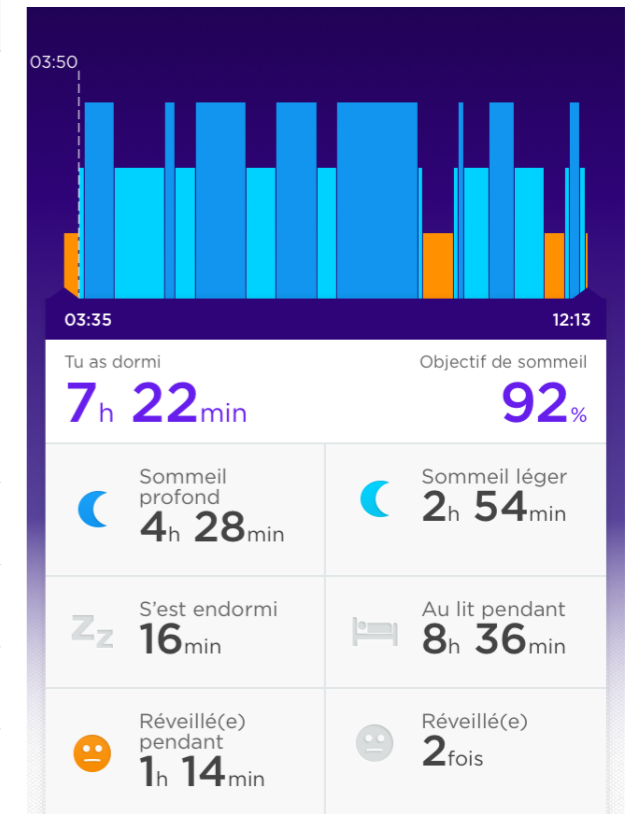 03:50
03:35 12:13
Tu as dormi Objectif de sommeil
7h 22min 92%
Sommeil profond
4h 28min
Sommeil léger
2h 54min
S'est endormi
16min
Au lit pendant
8h 36min
Réveillé(e) pendant
1h 14min
Réveillé(e)
2fois